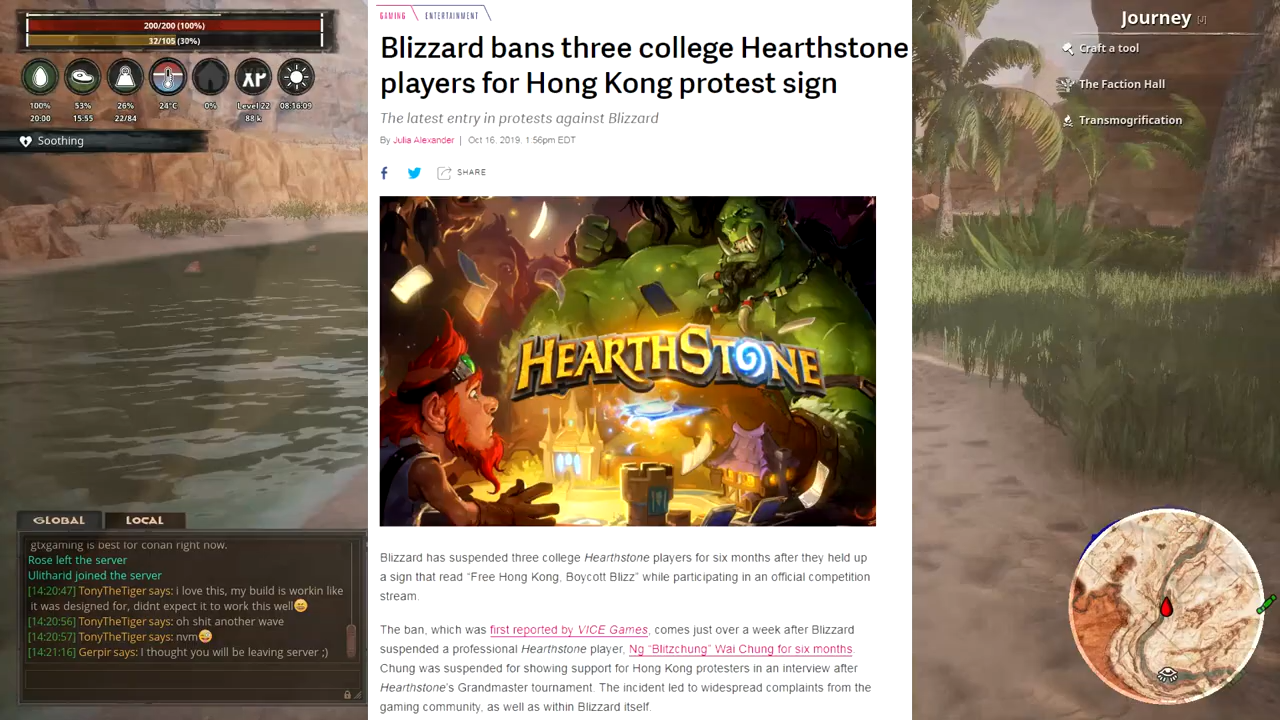 200/200 (100%)
32/105 (30%)
XP
100%
53%
26%
24°C
0%
Level 22
08:16:09
20:00
15:55
22/84
88 k
Soothing
GAMING
ENTERTAINMENT
Blizzard bans three college Hearthstone
players for Hong Kong protest sign
The latest entry in protests against Blizzard
By Julia Alexander | Oct 16, 2019, 1:56pm EDT
SHARE
HEARTHSTONE
Blizzard has suspended three college Hearthstone players for six months after they held up
a sign that read “Free Hong Kong, Boycott Blizz” while participating in an official competition
stream.
The ban, which was first reported by VICE Games, comes just over a week after Blizzard
suspended a professional Hearthstone player, Ng “Blitzchung” Wai Chung for six months.
Chung was suspended for showing support for Hong Kong protesters in an interview after
Hearthstone’s Grandmaster tournament. The incident led to widespread complaints from the
gaming community, as well as within Blizzard itself.
Journey [J]
Craft a tool
The Faction Hall
Transmogrification
GLOBAL
LOCAL
gtxgaming is best for conan right now.
Rose left the server
Ulitharid joined the server
[14:20:47] TonyTheTiger says: i love this, my build is workin like
it was designed for, didnt expect it to work this well😄
[14:20:56] TonyTheTiger says: oh shit another wave
[14:20:57] TonyTheTiger says: nvm😜
[14:21:16] Gerpir says: I thought you will be leaving server ;)